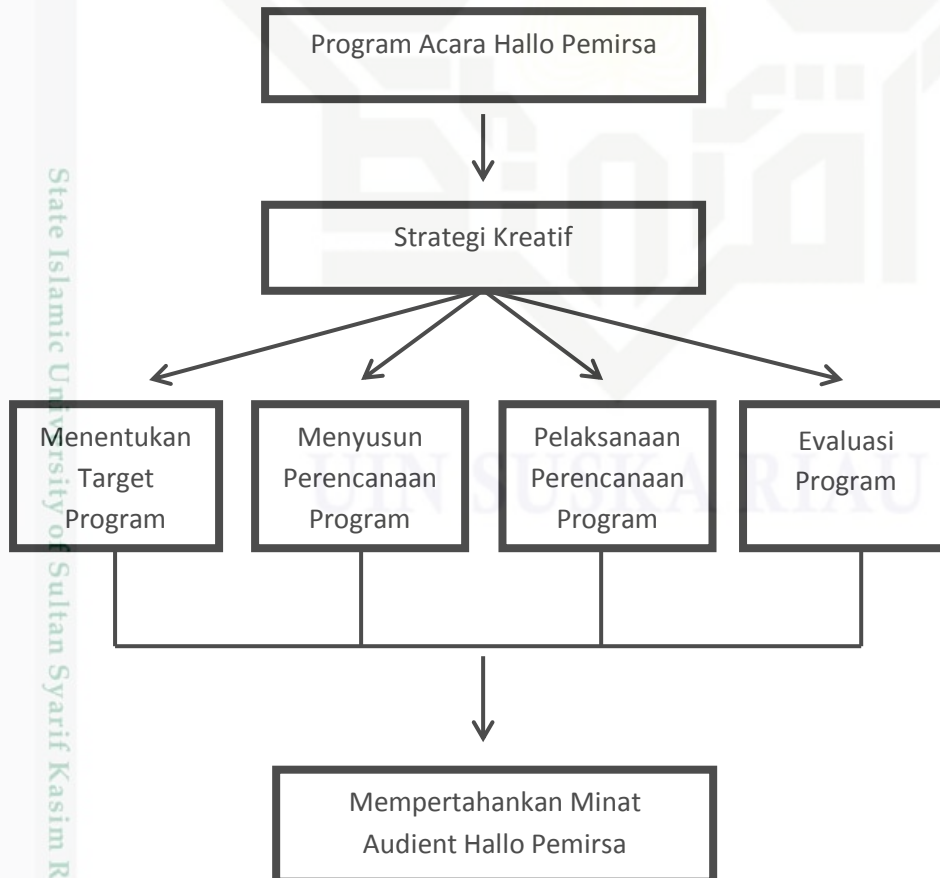 Program Acara Hallo Pemirsa
Strategi Kreatif
Menentukan
Target
Program
Menyusun
Perencanaan
Program
Pelaksanaan
Perencanaan
Program
Evaluasi
Program
Mempertahankan Minat
Audient Hallo Pemirsa
UIN SUSKA RIAU
State Islamic University of Sultan Syarif Kasim R